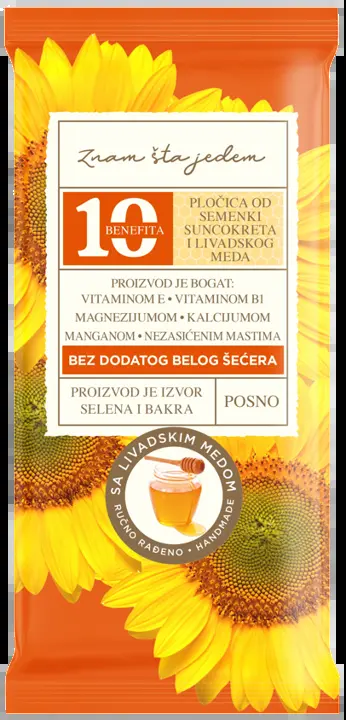 Znam šta jedem
10
BENEFITA
PLOČICA OD
SEMENKI
SUNCOKRETA
I LIVADSKOG
MEDA
PROIZVOD JE BOGAT:
VITAMINOM E • VITAMINOM B1
MAGNEZIJUMOM • KALCIJUMOM
MANGANOM • NEZASIĆENIM MASTIMA
BEZ DODATOG BELOG ŠEĆERA
PROIZVOD JE IZVOR
SELENA I BAKRA
POSNO
SA LIVADSKIM MEDOM
RUČNO RAĐENO • HANDMADE